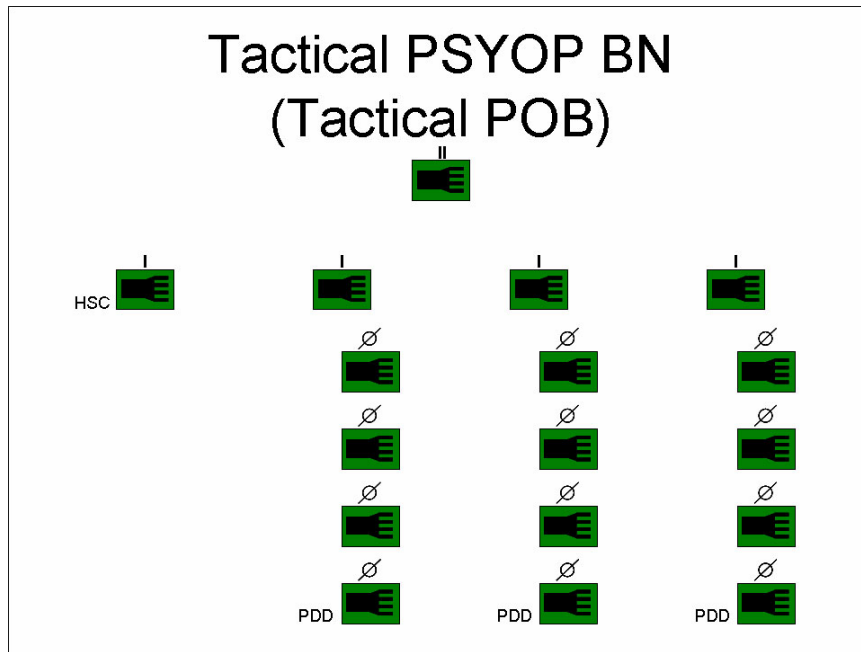 Tactical PSYOP BN
(Tactical POB)
II
I I I I
HSC
Ø Ø Ø
Ø Ø Ø
Ø Ø Ø
Ø Ø Ø
PDD PDD PDD